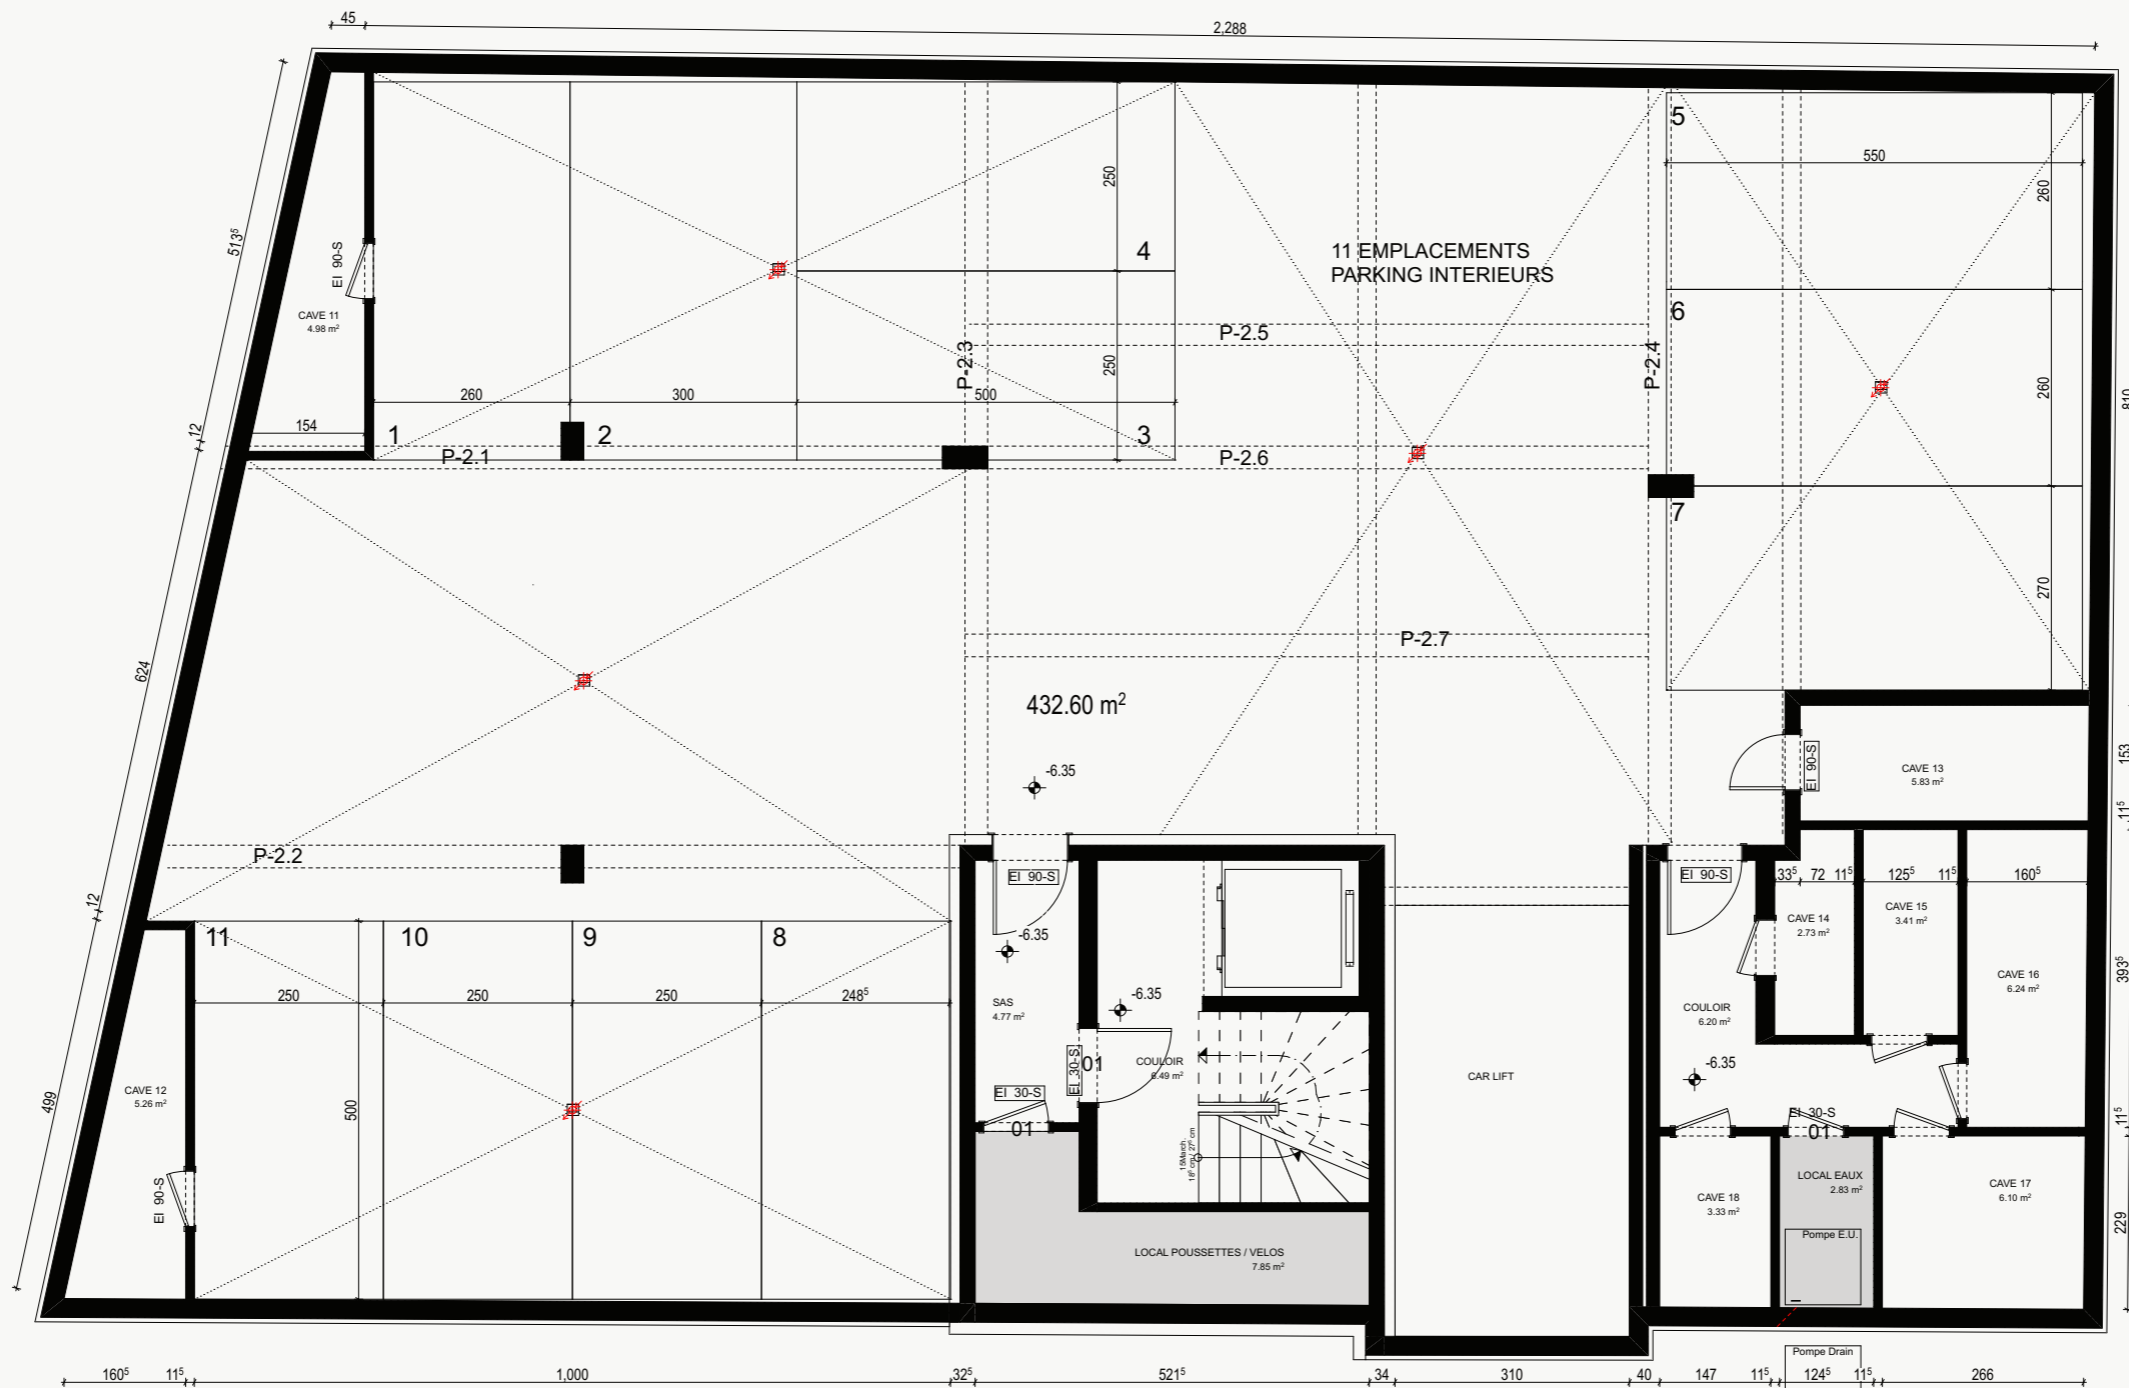 45
2,288
513⁵
12
624
12
499
EI 90-S
CAVE 11
4.98 m²
154
260
300
500
250
250
1
2
3
4
11 EMPLACEMENTS
PARKING INTERIEURS
P-2.1
P-2.3
P-2.5
P-2.6
P-2.4
P-2.7
5
6
7
550
260
260
270
810
153
11⁵
393⁵
11⁵
229
432.60 m²
-6.35
P-2.2
11
10
9
8
250
250
250
248⁵
500
CAVE 12
5.26 m²
EI 90-S
EI 90-S
-6.35
SAS
4.77 m²
-6.35
EI 30-S
01
EI 30-S
01
COULOIR
6.49 m²
15March.
18⁵ cm / 27⁵ cm
LOCAL POUSSETTES / VELOS
7.85 m²
CAR LIFT
EI 90-S
CAVE 13
5.83 m²
EI 90-S
33⁵
72
11⁵
125⁵
11⁵
160⁵
CAVE 14
2.73 m²
CAVE 15
3.41 m²
CAVE 16
6.24 m²
COULOIR
6.20 m²
-6.35
EI 30-S
01
LOCAL EAUX
2.83 m²
Pompe E.U.
CAVE 17
6.10 m²
CAVE 18
3.33 m²
Pompe Drain
160⁵
11⁵
1,000
32⁵
521⁵
34
310
40
147
11⁵
124⁵
11⁵
266